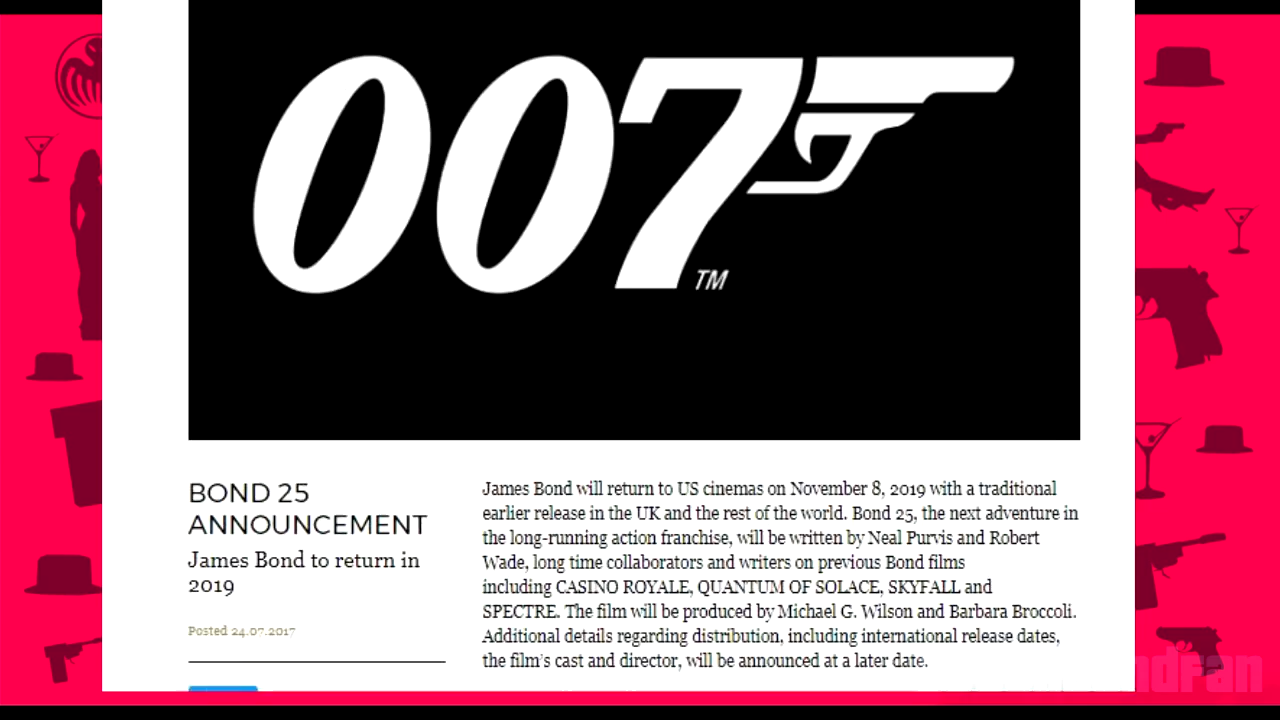 007
TM
BOND 25
ANNOUNCEMENT
James Bond to return in
2019
Posted 24.07.2017
James Bond will return to US cinemas on November 8, 2019 with a traditional
earlier release in the UK and the rest of the world. Bond 25, the next adventure in
the long-running action franchise, will be written by Neal Purvis and Robert
Wade, long time collaborators and writers on previous Bond films
including CASINO ROYALE, QUANTUM OF SOLACE, SKYFALL and
SPECTRE. The film will be produced by Michael G. Wilson and Barbara Broccoli.
Additional details regarding distribution, including international release dates,
the film's cast and director, will be announced at a later date.